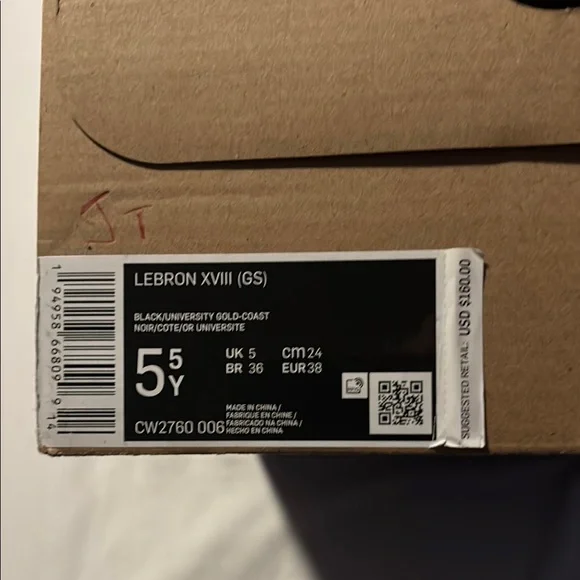 JT
LEBRON XVIII (GS)
BLACK/UNIVERSITY GOLD-COAST
NOIR/COTE/OR UNIVERSITE
5 5Y
UK 5 cm 24
BR 36 EUR 38
MADE IN CHINA /
FABRIQUE EN CHINE /
FABRICADO NA CHINA /
HECHO EN CHINA
CW2760 006
1 94958 66809 9 14
SUGGESTED RETAIL: USD $160.00